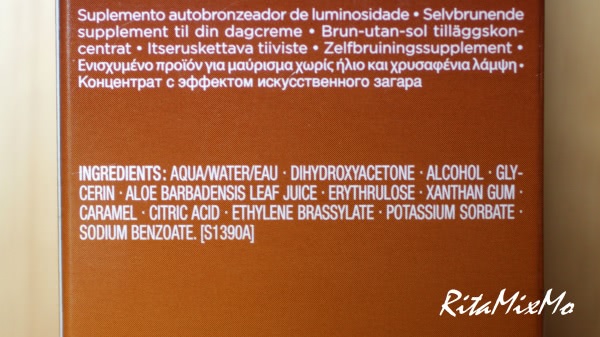 Suplemento autobronzeador de luminosidade • Selvbrunende
supplement til din dagcreme • Brun-utan-sol tilläggskon-
centrat • Itseruskettava tiiviste • Zelfbruiningssupplement •
Ενισχυμένο προϊόν για μαύρισμα χωρίς ήλιο και χρυσαφένια λάμψη •
Концентрат с эффектом искусственного загара
INGREDIENTS: AQUA/WATER/EAU · DIHYDROXYACETONE · ALCOHOL · GLY-
CERIN · ALOE BARBADENSIS LEAF JUICE · ERYTHRULOSE · XANTHAN GUM ·
CARAMEL · CITRIC ACID · ETHYLENE BRASSYLATE · POTASSIUM SORBATE ·
SODIUM BENZOATE. [S1390A]
RitaMixMo